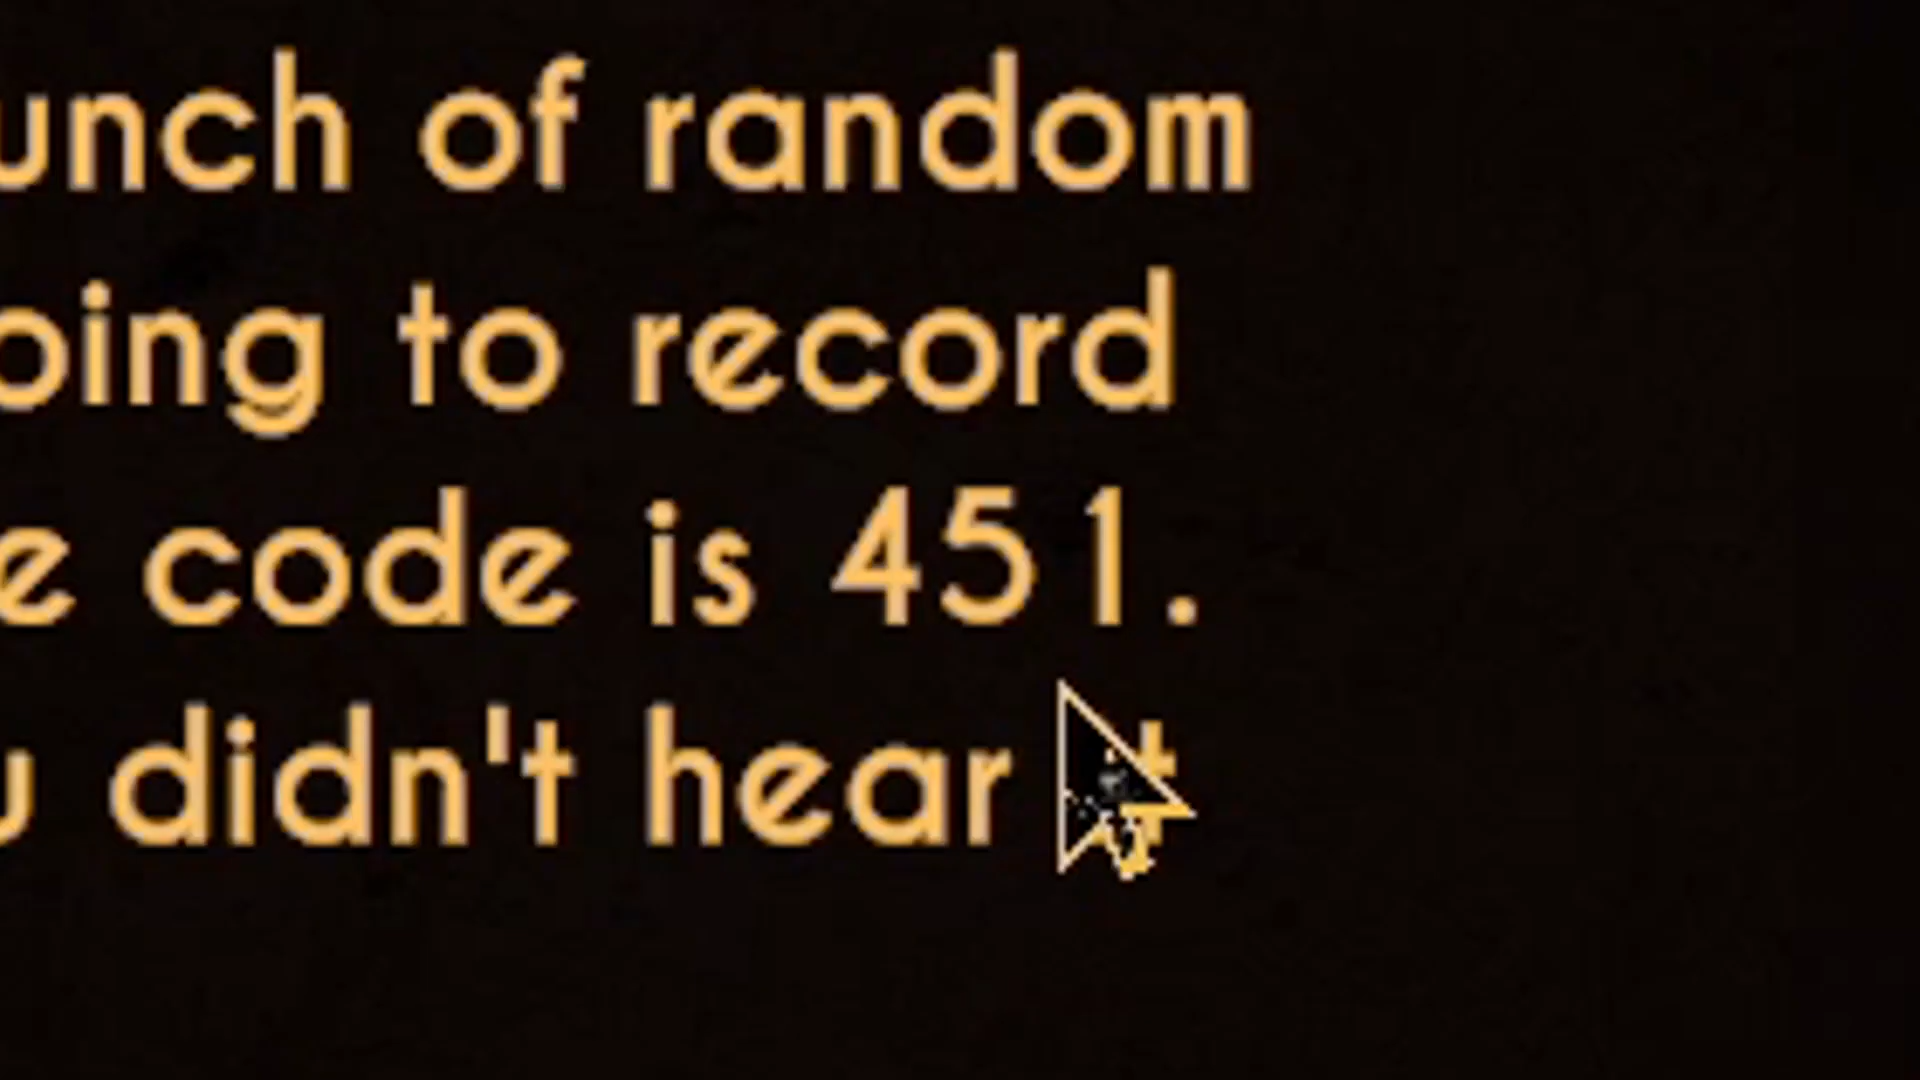 unch of random
oing to record
e code is 451.
u didn't hear